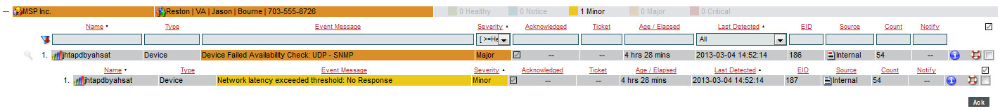 MSP Inc. Reston | VA | Jason | Bourne | 703-555-8726 0 Healthy 0 Notice 1 Minor 0 Major 0 Critical
Name Type Event Message Severity Acknowledged Ticket Age / Elapsed Last Detected EID Source Count Notify
[ >=He All
1. jhtapdbyahsat Device Device Failed Availability Check: UDP - SNMP Major -- -- 4 hrs 28 mins 2013-03-04 14:52:14 186 Internal 54 --
Name Type Event Message Severity Acknowledged Ticket Age / Elapsed Last Detected EID Source Count Notify
1. jhtapdbyahsat Device Network latency exceeded threshold: No Response Minor -- -- 4 hrs 28 mins 2013-03-04 14:52:14 187 Internal 54 --
Ack